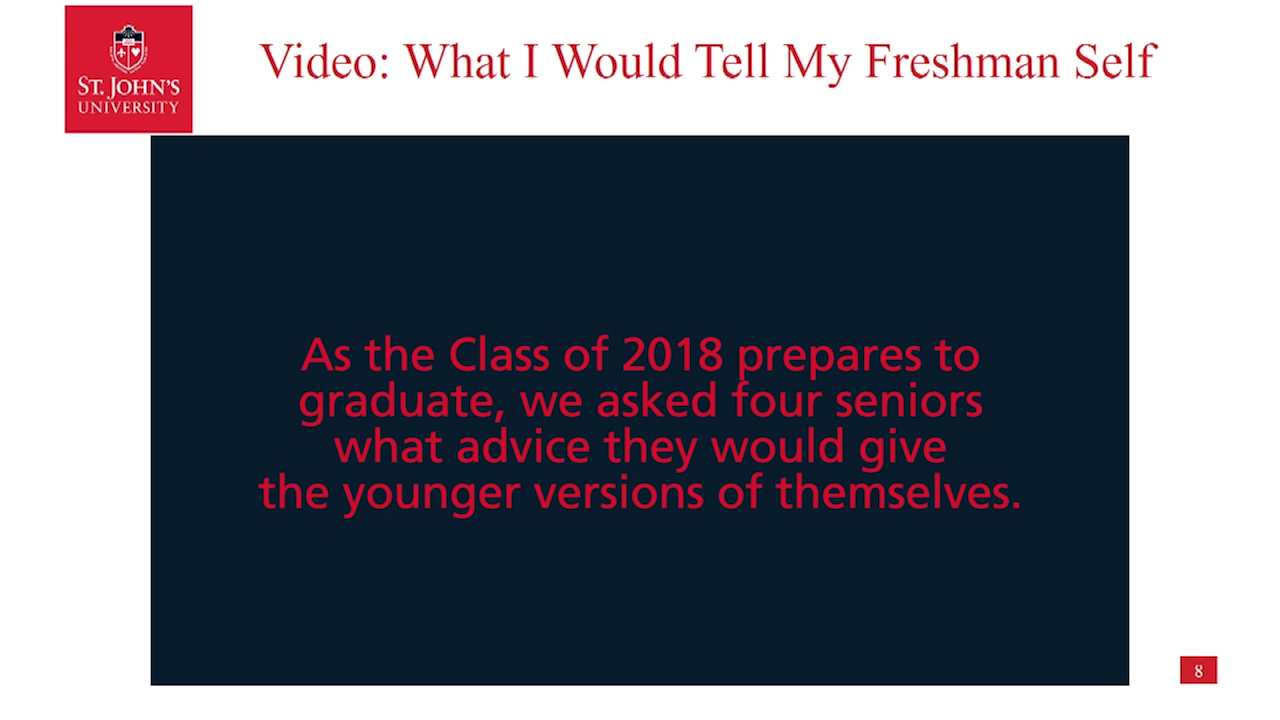 ST. JOHN'S
UNIVERSITY
Video: What I Would Tell My Freshman Self
As the Class of 2018 prepares to
graduate, we asked four seniors
what advice they would give
the younger versions of themselves.
8